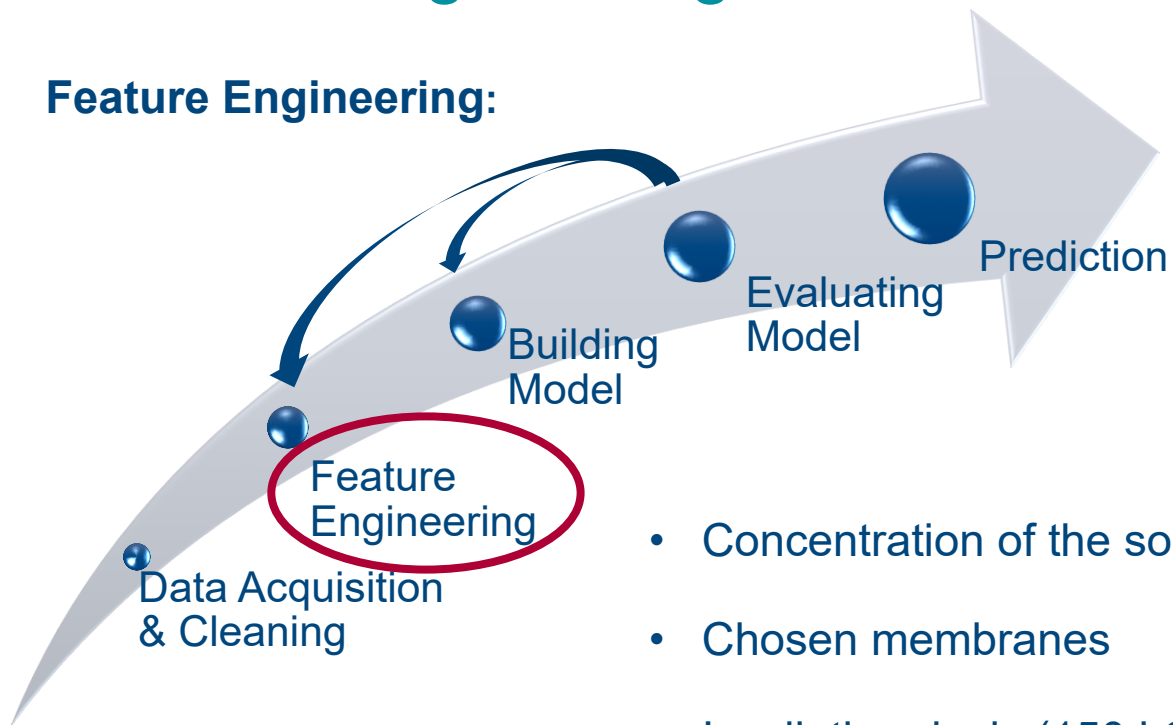 Feature Engineering:
Prediction
Evaluating
Model
Building
Model
Feature
Engineering
Data Acquisition
& Cleaning
• Concentration of the so
• Chosen membranes